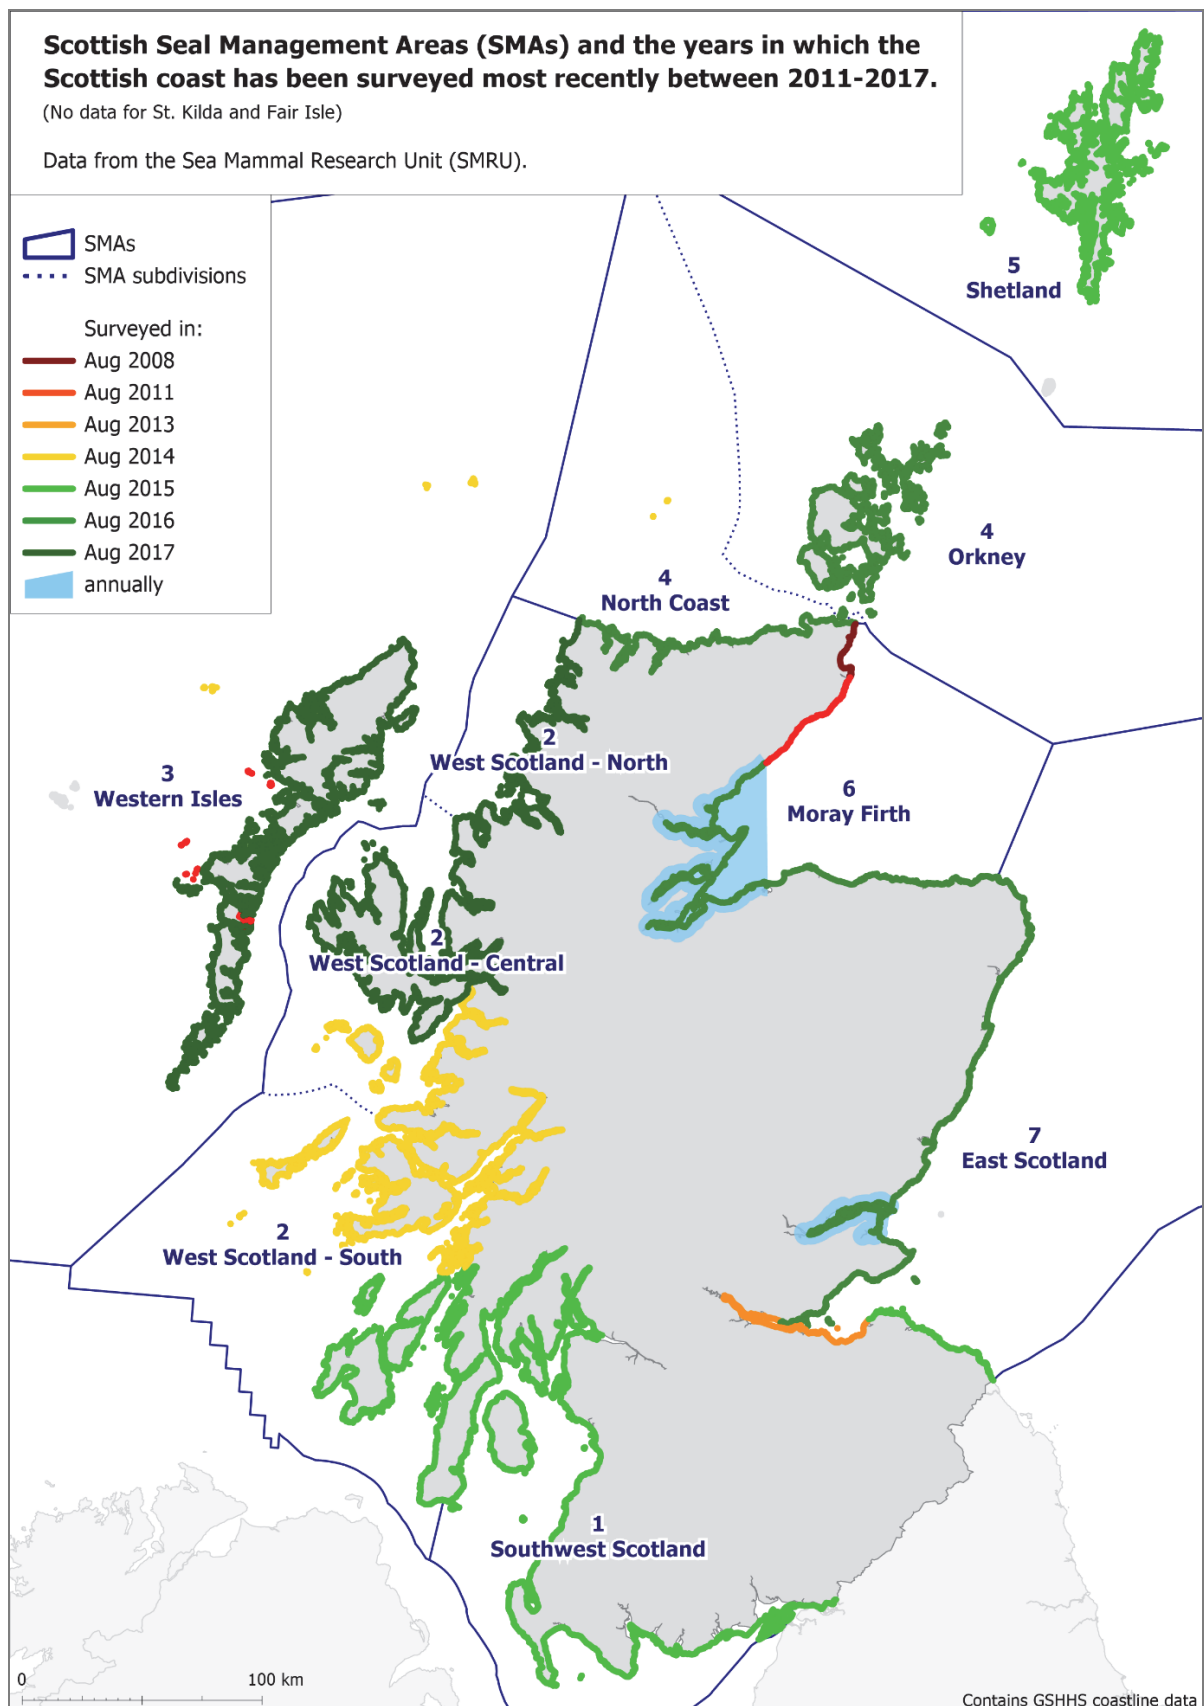 Scottish Seal Management Areas (SMAs) and the years in which the
Scottish coast has been surveyed most recently between 2011-2017.
(No data for St. Kilda and Fair Isle)
Data from the Sea Mammal Research Unit (SMRU).
SMAs
SMA subdivisions
Surveyed in:
Aug 2008
Aug 2011
Aug 2013
Aug 2014
Aug 2015
Aug 2016
Aug 2017
annually
5
Shetland
4
Orkney
4
North Coast
2
West Scotland - North
3
Western Isles
6
Moray Firth
2
West Scotland - Central
7
East Scotland
2
West Scotland - South
1
Southwest Scotland
0 100 km
Contains GSHHS coastline data